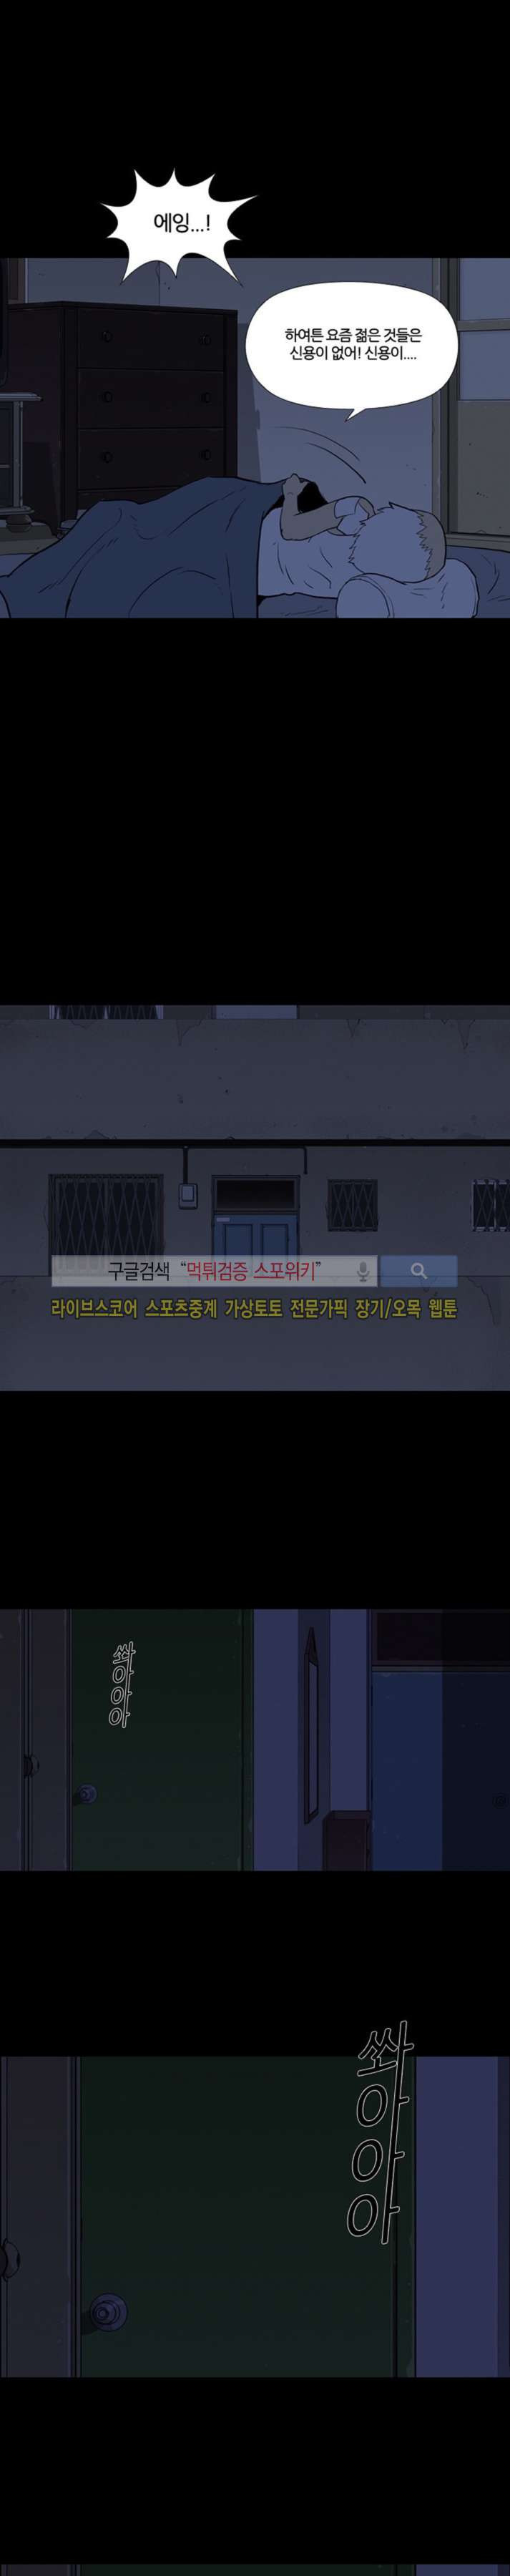 에잉...!
하여튼 요즘 젊은 것들은
신용이 없어! 신용이....
구글검색 “먹튀검증 스포위키”
라이브스코어 스포츠중계 가상토토 전문가픽 장기/오목 웹툰
쏴아아아
쏴아아아